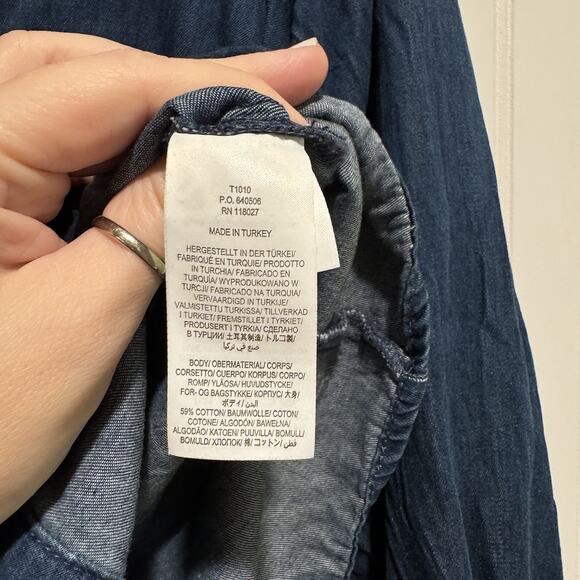 T1010
P.O. 640506
RN 118027
MADE IN TURKEY
HERGESTELLT IN DER TÜRKEI/
FABRIQUÉ EN TURQUIE/ PRODOTTO
IN TURCHIA/ FABRICADO EN
TURQUÍA/ WYPRODUKOWANO W
TURCJI/ FABRICADO NA TURQUIA/
VERVAARDIGD IN TURKIJE/
VALMISTETTU TURKISSA/ TILLVERKAD
I TURKIET/ FREMSTILLET I TYRKIET/
PRODUSERT I TYRKIA/ СДЕЛАНО
В ТУРЦИИ/ 土耳其制造/ トルコ製/
صنع في تركيا
BODY/ OBERMATERIAL/ CORPS/
CORSETTO/ CUERPO/ KORPUS/ CORPO/
ROMP/ YLÄOSA/ HUVUDSTYCKE/
FOR- OG BAGSTYKKE/ КОРПУС/ 大身/
ボディ/ البدن/
59% COTTON/ BAUMWOLLE/ COTON/
COTONE/ ALGODÓN/ BAWEŁNA/
ALGODÃO/ KATOEN/ PUUVILLA/ BOMULL/
BOMULD/ ХЛОПОК/ 棉/ コットン/ قطن